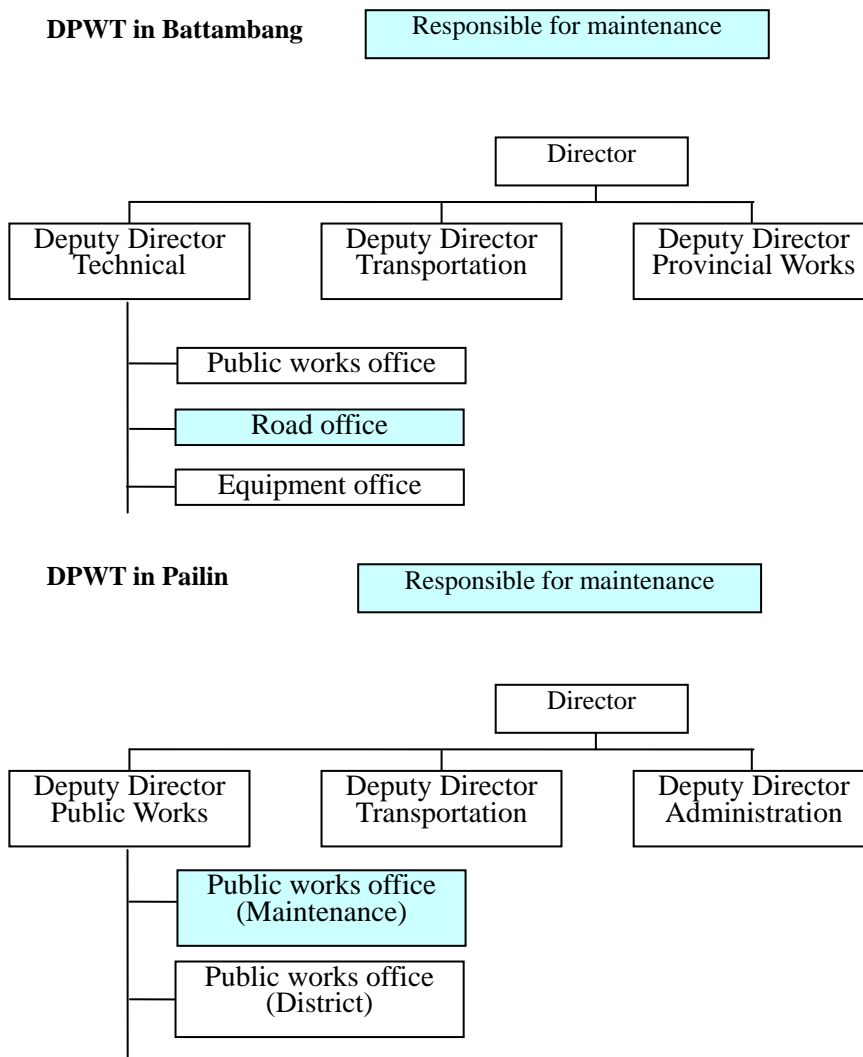 DPWT in Battambang
Responsible for maintenance
Director
Deputy Director
Technical
Deputy Director
Transportation
Deputy Director
Provincial Works
Public works office
Road office
Equipment office
DPWT in Pailin
Responsible for maintenance
Director
Deputy Director
Public Works
Deputy Director
Transportation
Deputy Director
Administration
Public works office
(Maintenance)
Public works office
(District)